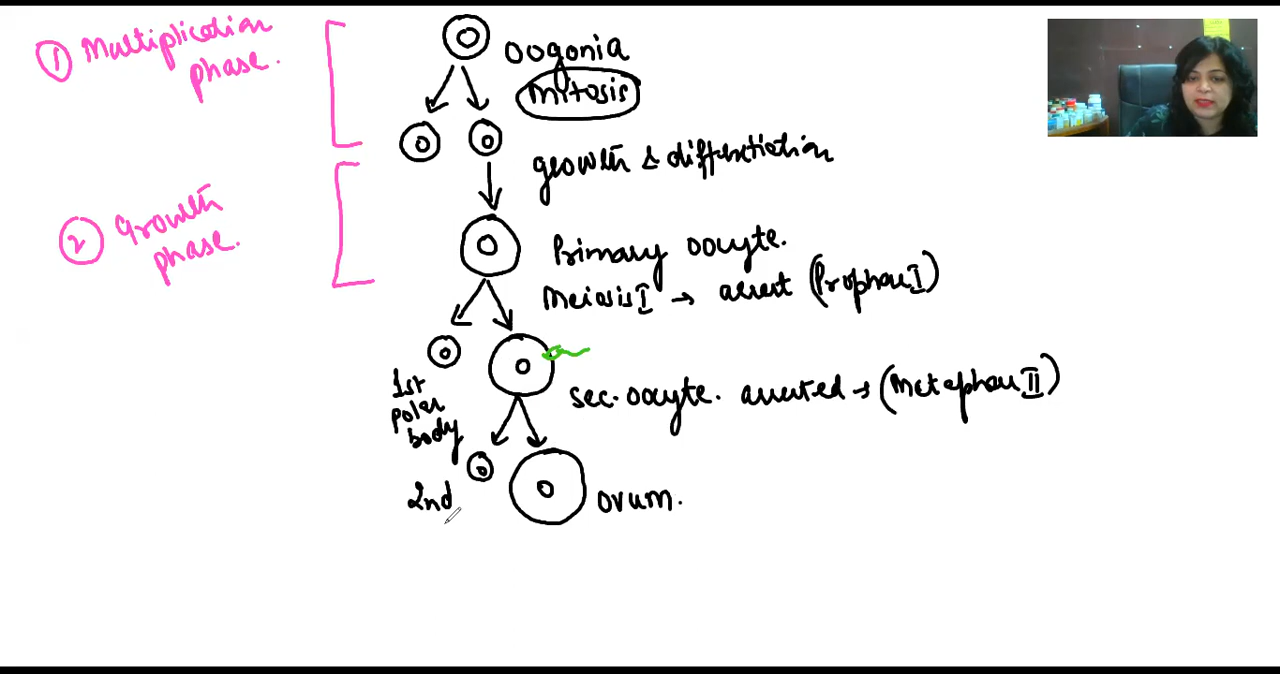 ① Multiplication
phase.
oogonia
mitosis
growth & differentiation
② Growth
phase.
Primary oocyte.
Meiosis I → arrest (Prophase I)
1st
polar
body
sec. oocyte. arrested → (Metaphase II)
2nd
ovum.